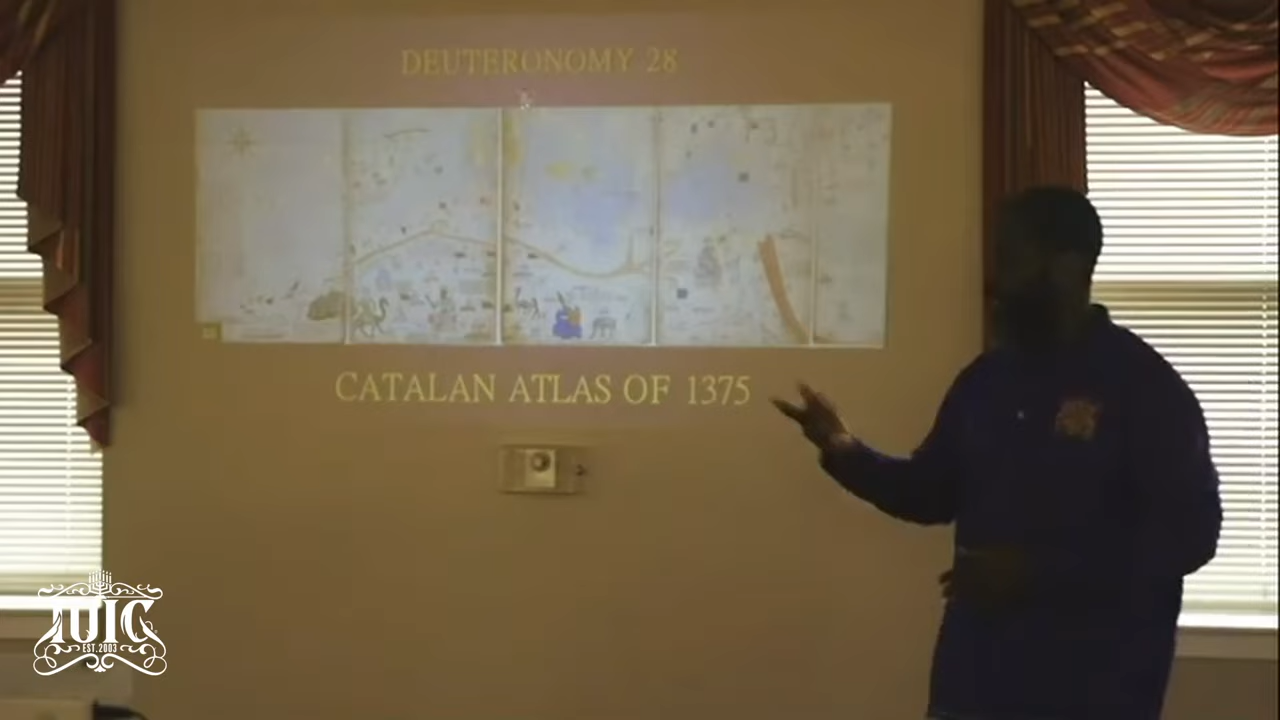 DEUTERONOMY 28
CATALAN ATLAS OF 1375
IUIC
EST. 2003